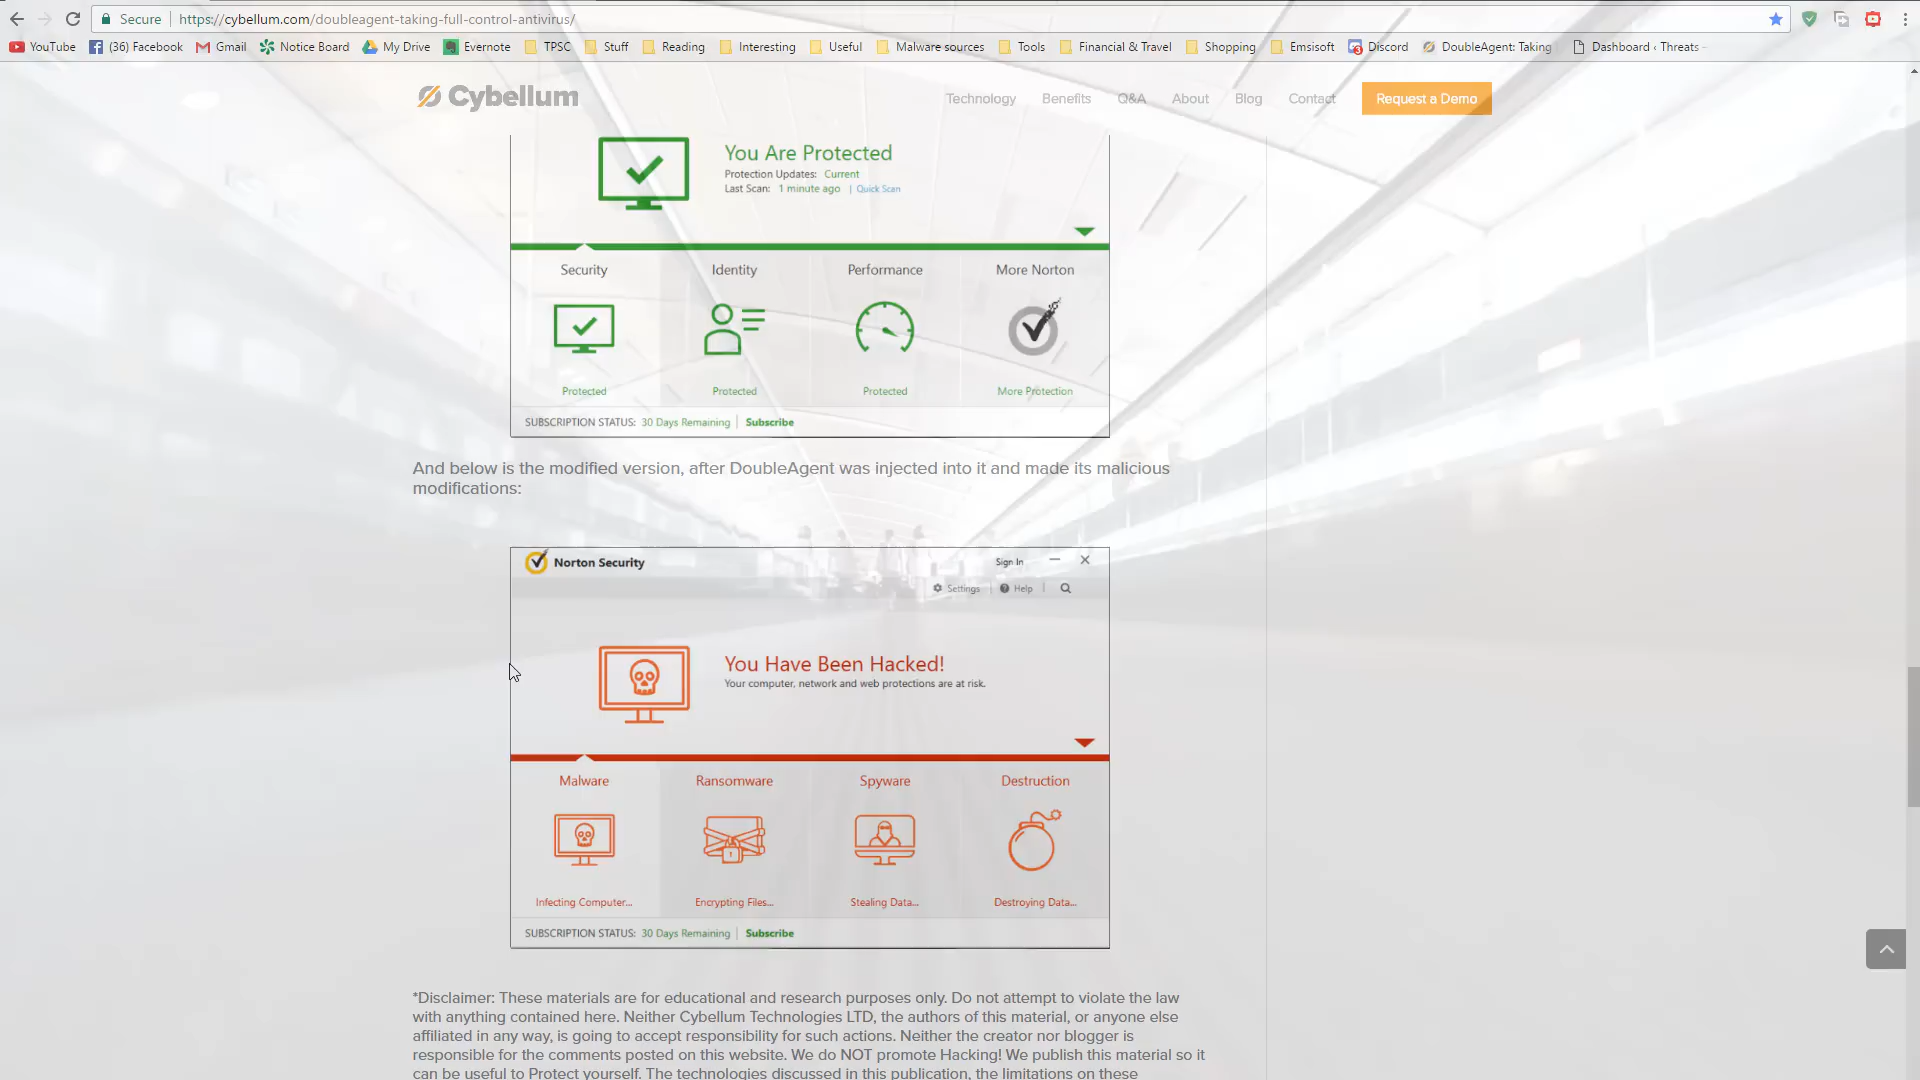 Secure | https://cybellum.com/doubleagent-taking-full-control-antivirus/
YouTube (36) Facebook Gmail Notice Board My Drive Evernote TPSC Stuff Reading Interesting Useful Malware sources Tools Financial & Travel Shopping Emsisoft Discord DoubleAgent: Taking Dashboard ‹ Threats -
Cybellum Technology Benefits Q&A About Blog Contact Request a Demo
You Are Protected
Protection Updates: Current
Last Scan: 1 minute ago | Quick Scan
Security Identity Performance More Norton
Protected Protected Protected More Protection
SUBSCRIPTION STATUS: 30 Days Remaining | Subscribe
And below is the modified version, after DoubleAgent was injected into it and made its malicious
modifications:
Norton Security Sign In
Settings | Help |
You Have Been Hacked!
Your computer, network and web protections are at risk.
Malware Ransomware Spyware Destruction
Infecting Computer... Encrypting Files... Stealing Data... Destroying Data...
SUBSCRIPTION STATUS: 30 Days Remaining | Subscribe
*Disclaimer: These materials are for educational and research purposes only. Do not attempt to violate the law
with anything contained here. Neither Cybellum Technologies LTD, the authors of this material, or anyone else
affiliated in any way, is going to accept responsibility for such actions. Neither the creator nor blogger is
responsible for the comments posted on this website. We do NOT promote Hacking! We publish this material so it
can be useful to Protect yourself. The technologies discussed in this publication, the limitations on these